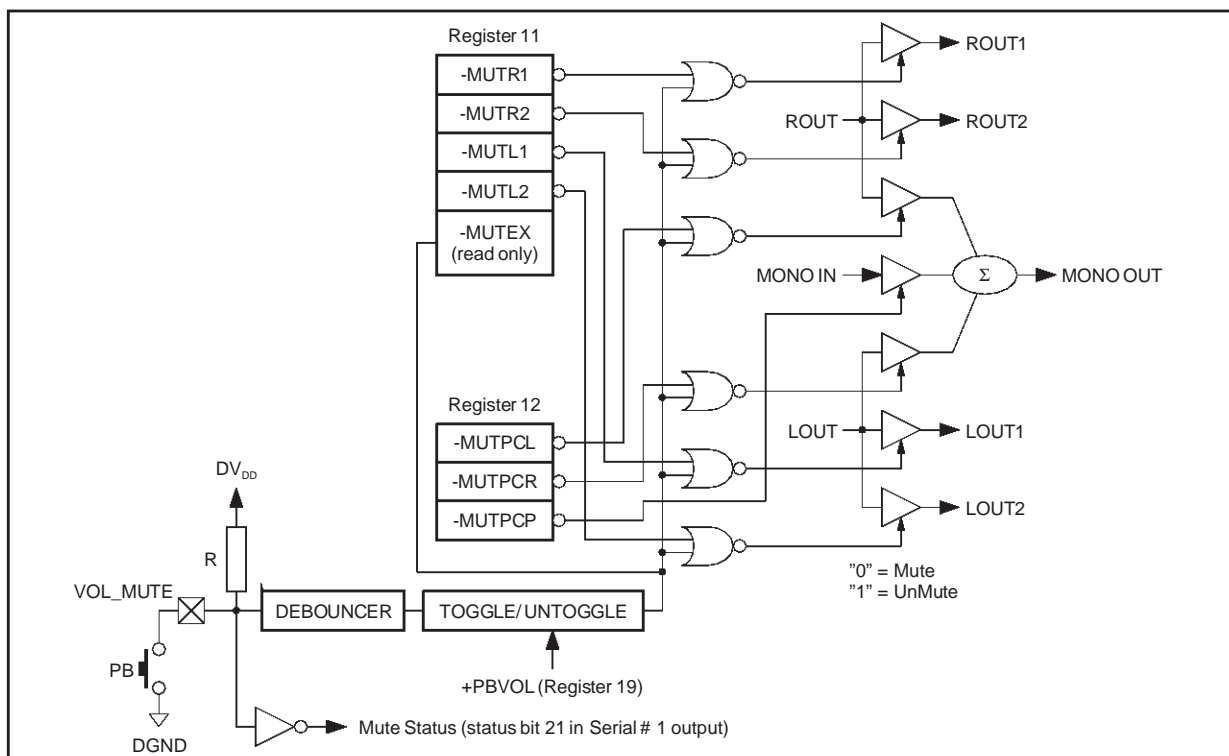 Register 11
-MUTR1
-MUTR2
-MUTL1
-MUTL2
-MUTEX
(read only)
ROUT
ROUT1
ROUT2
MONO IN
Σ
MONO OUT
Register 12
-MUTPCL
-MUTPCR
-MUTPCP
LOUT
LOUT1
LOUT2
"0" = Mute
"1" = UnMute
DVDD
R
VOL_MUTE
DEBOUNCER
TOGGLE/UNTOGGLE
PB
+PBVOL (Register 19)
DGND
Mute Status (status bit 21 in Serial # 1 output)